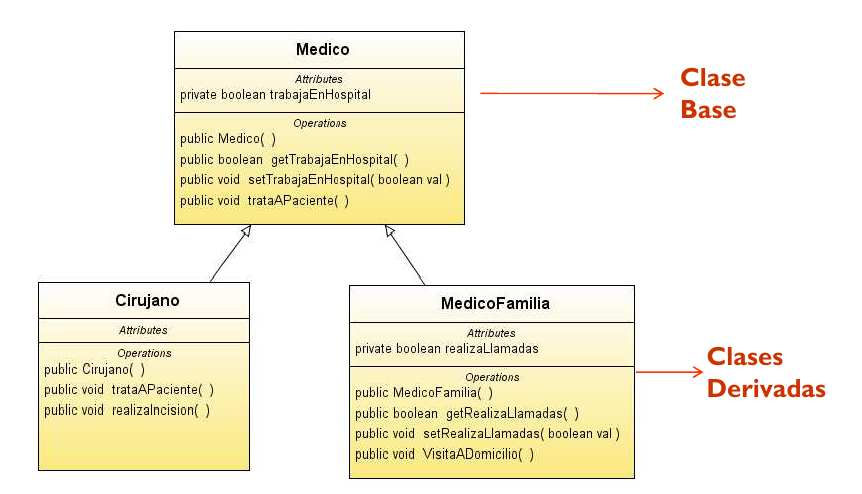 Medico
Attributes
private boolean trabajaEnHospital
Operations
public Medico( )
public boolean getTrabajaEnHospital( )
public void setTrabajaEnHospital( boolean val )
public void trataAPaciente( )
Clase
Base
Cirujano
Attributes
Operations
public Cirujano( )
public void trataAPaciente( )
public void realizaIncision( )
MedicoFamilia
Attributes
private boolean realizaLlamadas
Operations
public MedicoFamilia( )
public boolean getRealizaLlamadas( )
public void setRealizaLlamadas( boolean val )
public void VisitaADomicilio( )
Clases
Derivadas